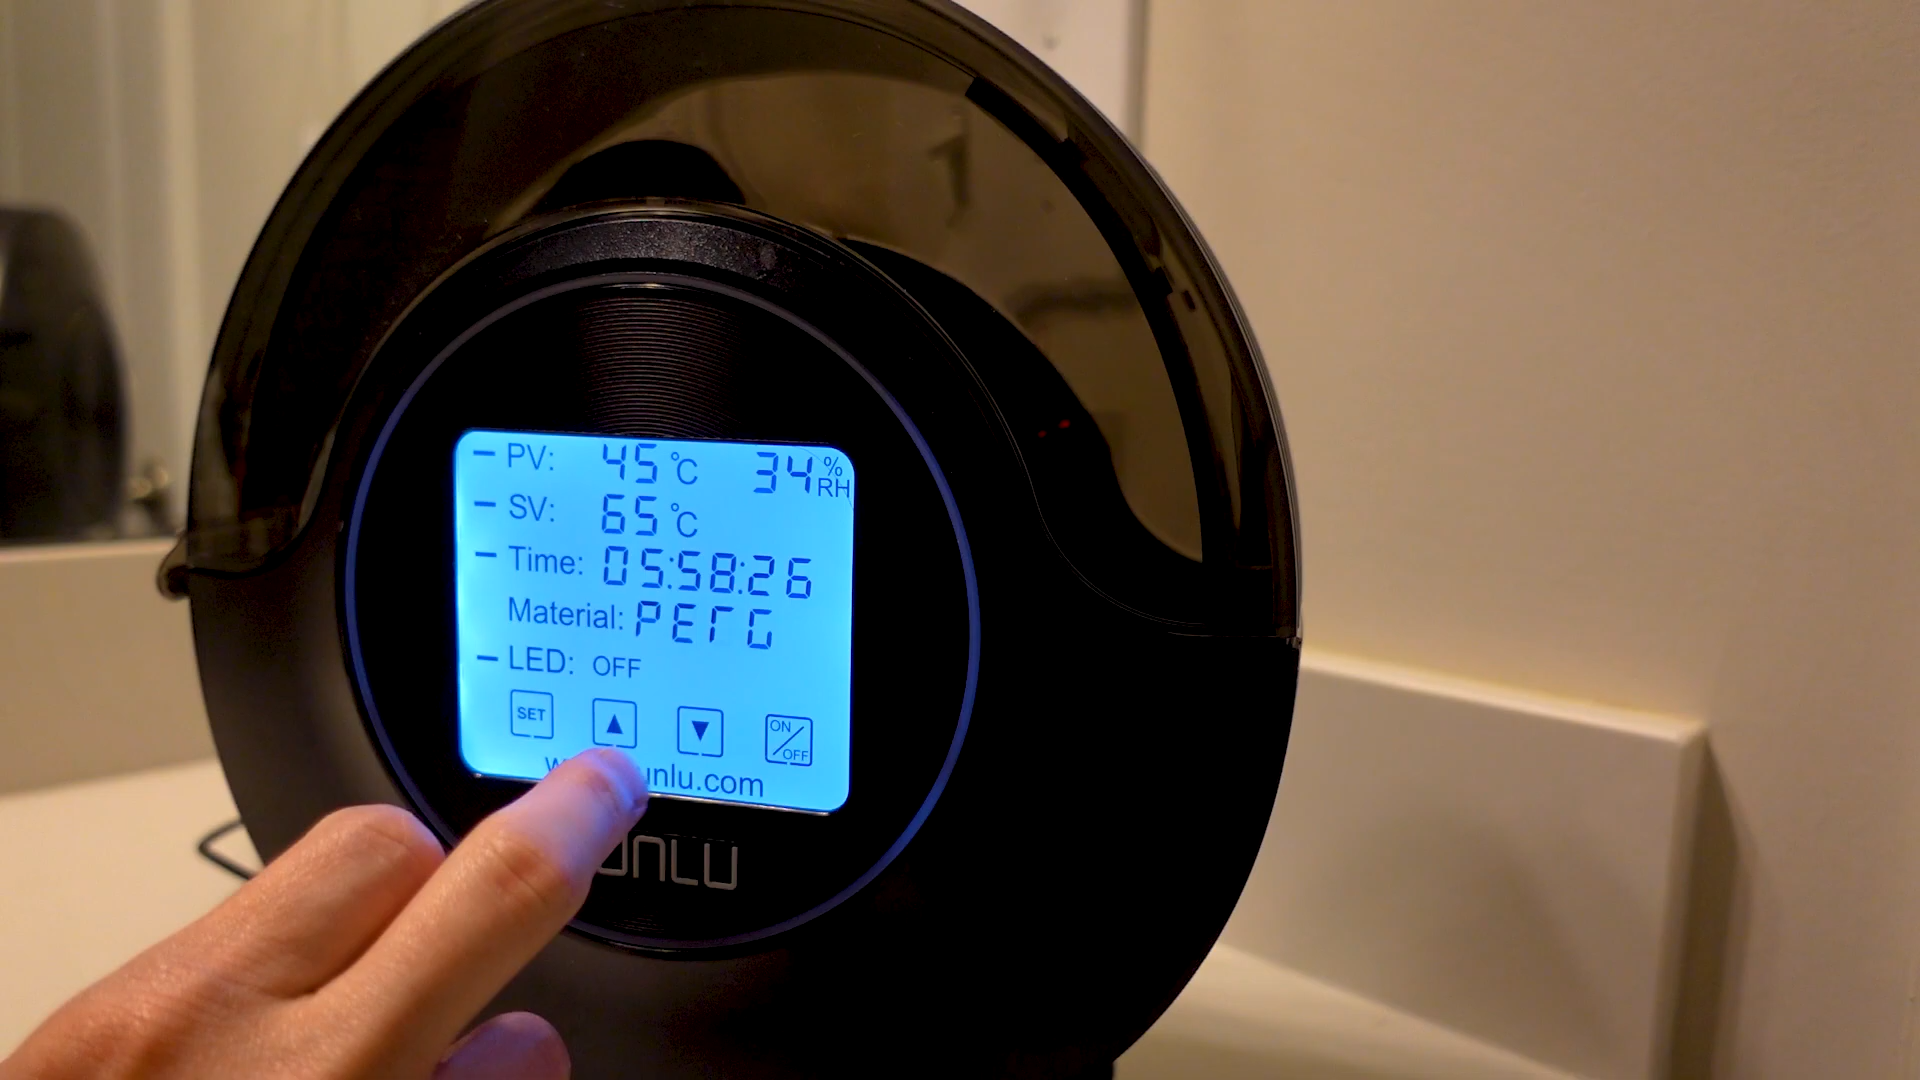 PV: 45 °C 34 % RH
SV: 65 °C
Time: 05:58:26
Material: PETG
LED: OFF
SET ▲ ▼ ON/OFF
unlu.com
UNLU